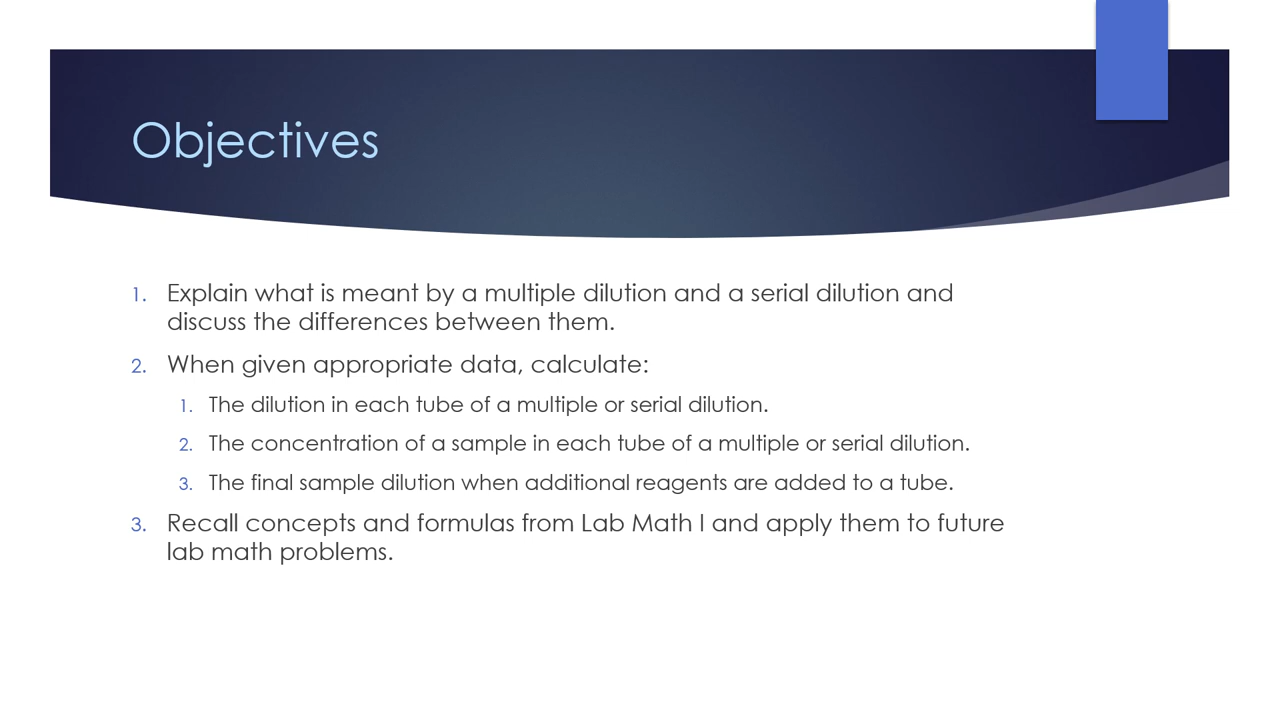 Objectives
1. Explain what is meant by a multiple dilution and a serial dilution and
discuss the differences between them.
2. When given appropriate data, calculate:
1. The dilution in each tube of a multiple or serial dilution.
2. The concentration of a sample in each tube of a multiple or serial dilution.
3. The final sample dilution when additional reagents are added to a tube.
3. Recall concepts and formulas from Lab Math I and apply them to future
lab math problems.